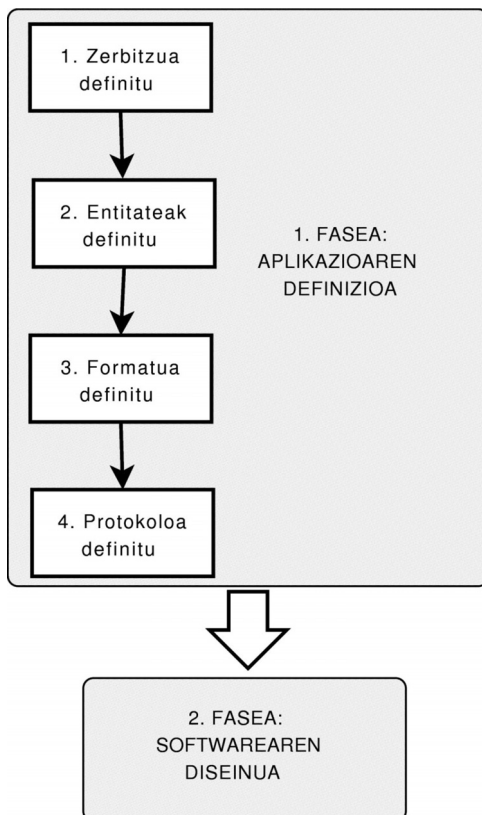 1. Zerbitzua
definitu
2. Entitateak
definitu
1. FASEA:
APLIKAZIOAREN
DEFINIZIOA
3. Formatua
definitu
4. Protokoloa
definitu
2. FASEA:
SOFTWAREAREN
DISEINUA